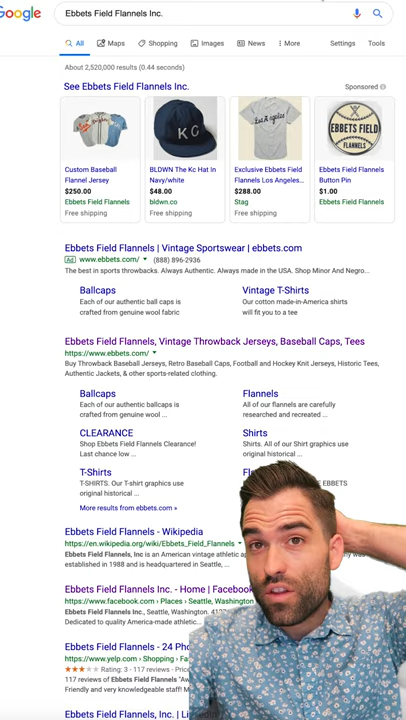 Google
Ebbets Field Flannels Inc.
All Maps Shopping Images News More Settings Tools
About 2,520,000 results (0.44 seconds)
See Ebbets Field Flannels Inc.
Sponsored
KC
Los Angeles
EBBETS FIELD
FLANNELS
Custom Baseball
Flannel Jersey
$250.00
Ebbets Field Flannels
Free shipping
BLDWN The Kc Hat In
Navy/white
$48.00
bldwn.co
Free shipping
Exclusive Ebbets Field
Flannels Los Angeles...
$288.00
Stag
Free shipping
Ebbets Field Flannels
Button Pin
$1.00
Ebbets Field Flannels
Ebbets Field Flannels | Vintage Sportswear | ebbets.com
Ad www.ebbets.com/ (888) 896-2936
The best in sports throwbacks. Always Authentic. Always made in the USA. Shop Minor And Negro...
Ballcaps
Each of our authentic ball caps is
crafted from genuine wool fabric
Vintage T-Shirts
Our cotton made-in-America shirts
will fit you to a tee
Ebbets Field Flannels, Vintage Throwback Jerseys, Baseball Caps, Tees
https://www.ebbets.com/
Buy Throwback Baseball Jerseys, Retro Baseball Caps, Football and Hockey Knit Jerseys, Historic Tees,
Authentic Jackets, & other sports-related clothing.
Ballcaps
Each of our authentic ballcaps is
crafted from genuine wool ...
Flannels
All of our flannels are carefully
researched and recreated ...
CLEARANCE
Shop Ebbets Field Flannels Clearance!
Last chance low ...
Shirts
Shirts. All of our Shirt graphics use
original historical ...
T-Shirts
T-SHIRTS. Our t-shirt graphics use
original historical ...
EBBETS
More results from ebbets.com »
Ebbets Field Flannels - Wikipedia
https://en.wikipedia.org/wiki/Ebbets_Field_Flannels
Ebbets Field Flannels, Inc is an American vintage athletic ap
was
established in 1988 and is headquartered in Seattle, ...
Ebbets Field Flannels Inc. - Home | Facebook
https://www.facebook.com › Places › Seattle, Washington
Ebbets Field Flannels Inc., Seattle, Washington.
Dedicated to quality American-made athletic...
Ebbets Field Flannels - 24 Pho
https://www.yelp.com › Shopping › Fa
Rating: 3 - 117 reviews - Pric
117 reviews of Ebbets Field Flannels
Friendly and very knowledgeable staff!
Ebbets Field Flannels, Inc. |